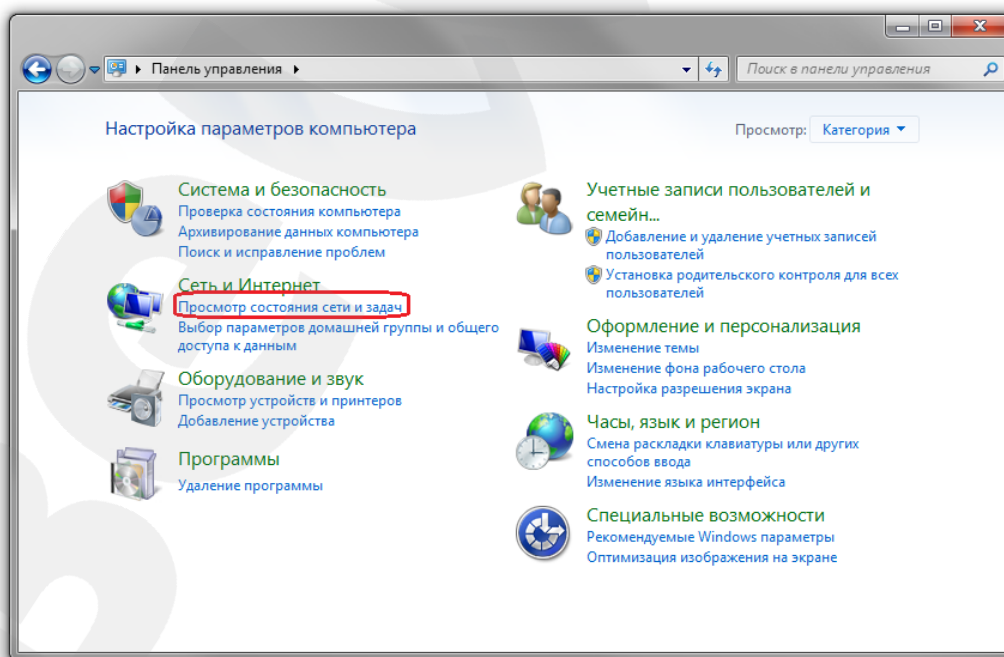 Панель управления
Поиск в панели управления
Настройка параметров компьютера
Просмотр: Категория
Система и безопасность
Проверка состояния компьютера
Архивирование данных компьютера
Поиск и исправление проблем
Сеть и Интернет
Просмотр состояния сети и задач
Выбор параметров домашней группы и общего
доступа к данным
Оборудование и звук
Просмотр устройств и принтеров
Добавление устройства
Программы
Удаление программы
Учетные записи пользователей и
семейн...
Добавление и удаление учетных записей
пользователей
Установка родительского контроля для всех
пользователей
Оформление и персонализация
Изменение темы
Изменение фона рабочего стола
Настройка разрешения экрана
Часы, язык и регион
Смена раскладки клавиатуры или других
способов ввода
Изменение языка интерфейса
Специальные возможности
Рекомендуемые Windows параметры
Оптимизация изображения на экране